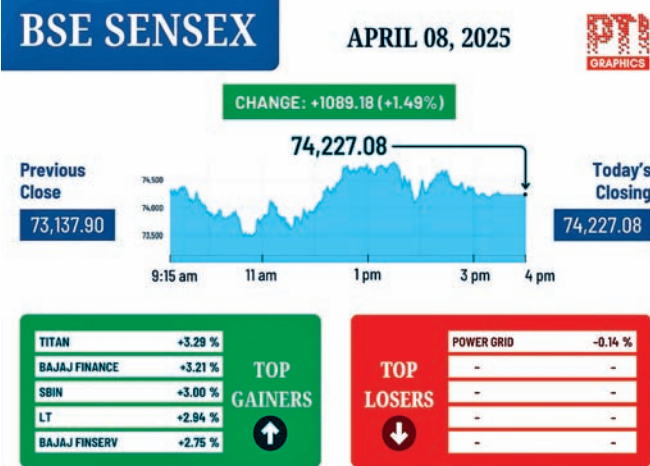 BSE SENSEX
APRIL 08, 2025
PTI
GRAPHICS
CHANGE: +1089.18 (+1.49%)
74,227.08
Previous
Close
73,137.90
74,500
74,000
73,500
9:15 am 11 am 1 pm 3 pm 4 pm
Today's
Closing
74,227.08
TITAN +3.29 %
BAJAJ FINANCE +3.21 %
SBIN +3.00 %
LT +2.94 %
BAJAJ FINSERV +2.75 %
TOP
GAINERS
TOP
LOSERS
POWER GRID -0.14 %
- -
- -
- -
- -